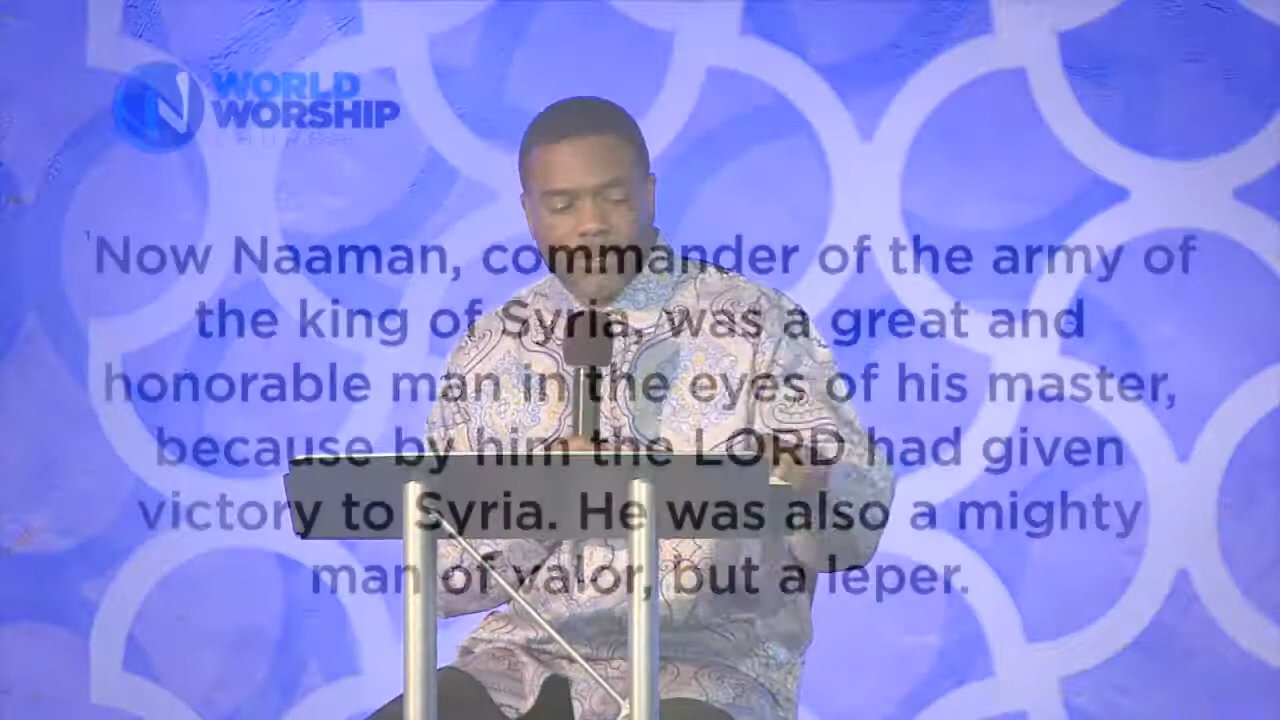 N WORLD
WORSHIP
CHURCH
1Now Naaman, commander of the army of
the king of Syria, was a great and
honorable man in the eyes of his master,
because by him the LORD had given
victory to Syria. He was also a mighty
man of valor, but a leper.